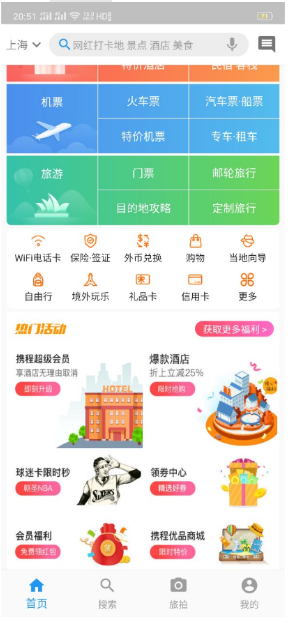 20:51
上海
网红打卡地 景点 酒店 美食
特价酒店
民宿·客栈
机票
火车票
汽车票·船票
特价机票
专车·租车
旅游
门票
邮轮旅行
目的地攻略
定制旅行
WiFi电话卡
保险·签证
外币兑换
购物
当地向导
自由行
境外玩乐
礼品卡
信用卡
更多
热门活动
获取更多福利 >
携程超级会员
享酒店无理由取消
即刻升级
HOTEL
爆款酒店
折上立减25%
限时抢购
球迷卡限时秒
朝圣NBA
SIXERS
领券中心
精选好券
会员福利
免费领红包
携程优品商城
限时特价
首页
搜索
旅拍
我的